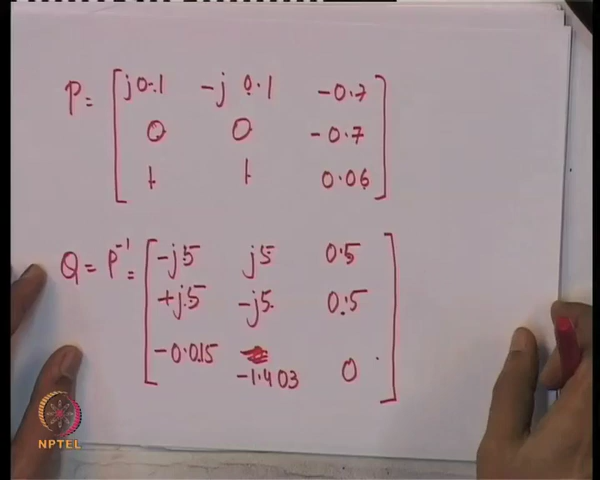 P = [ j0.1 -j 0.1 -0.7
0 0 -0.7
1 1 0.06 ]
Q = P⁻¹ = [ -j5 j5 0.5
+j5 -j5 0.5
-0.015 -1.403 0 ]
NPTEL